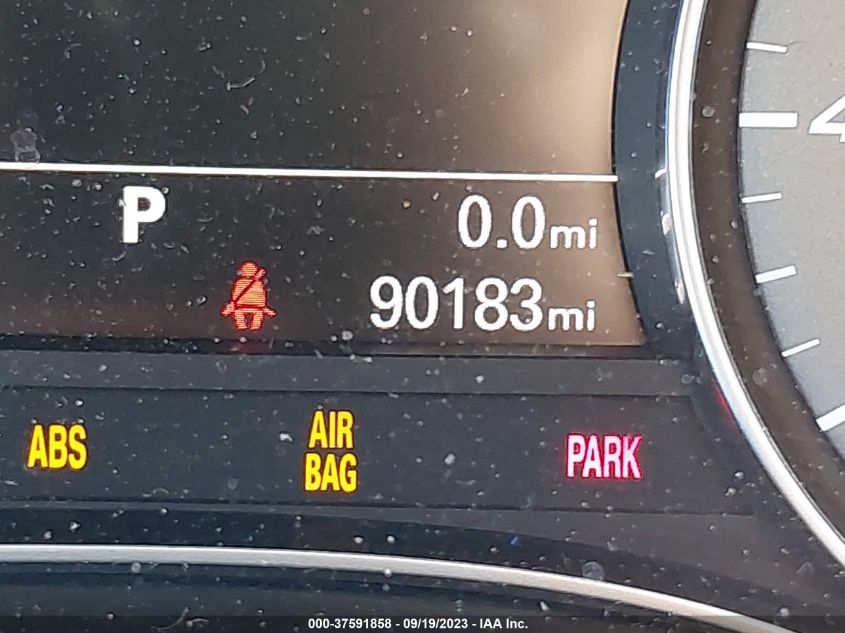 P
0.0mi
90183mi
ABS
AIR
BAG
PARK
000-37591858 - 09/19/2023 - IAA Inc.